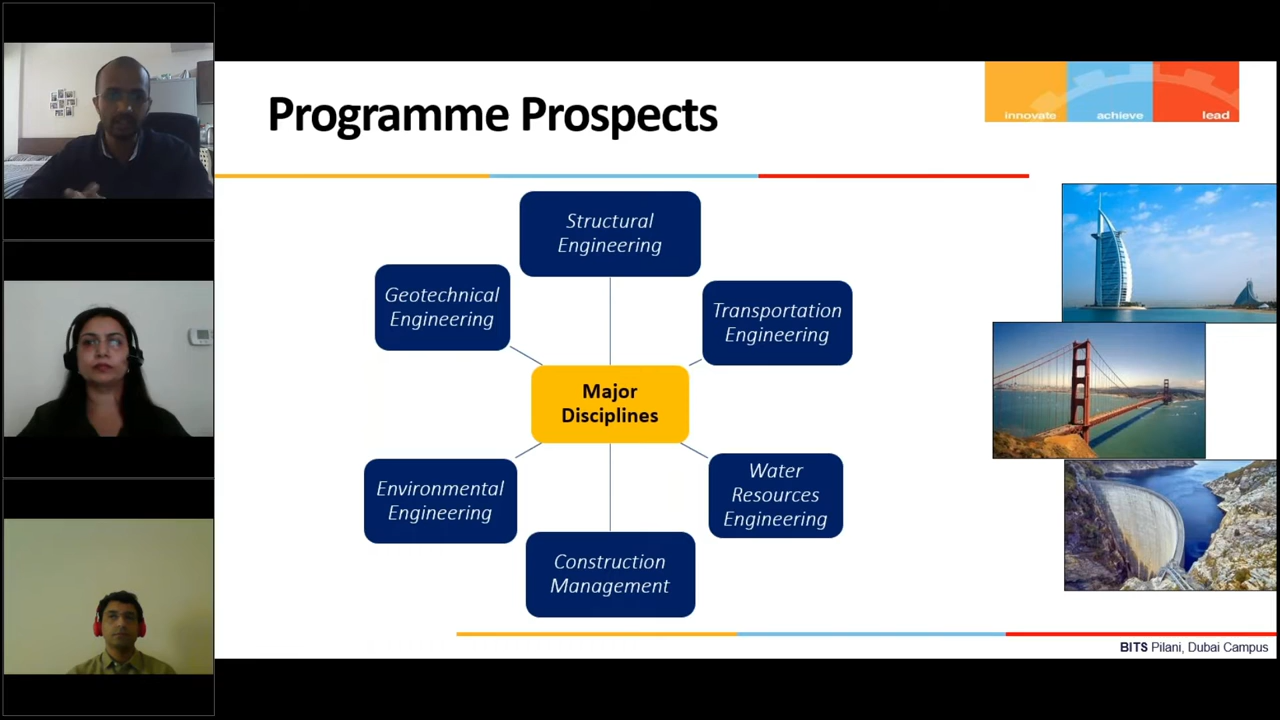 Programme Prospects
innovate achieve lead
Structural
Engineering
Geotechnical
Engineering
Transportation
Engineering
Major
Disciplines
Environmental
Engineering
Water
Resources
Engineering
Construction
Management
BITS Pilani, Dubai Campus